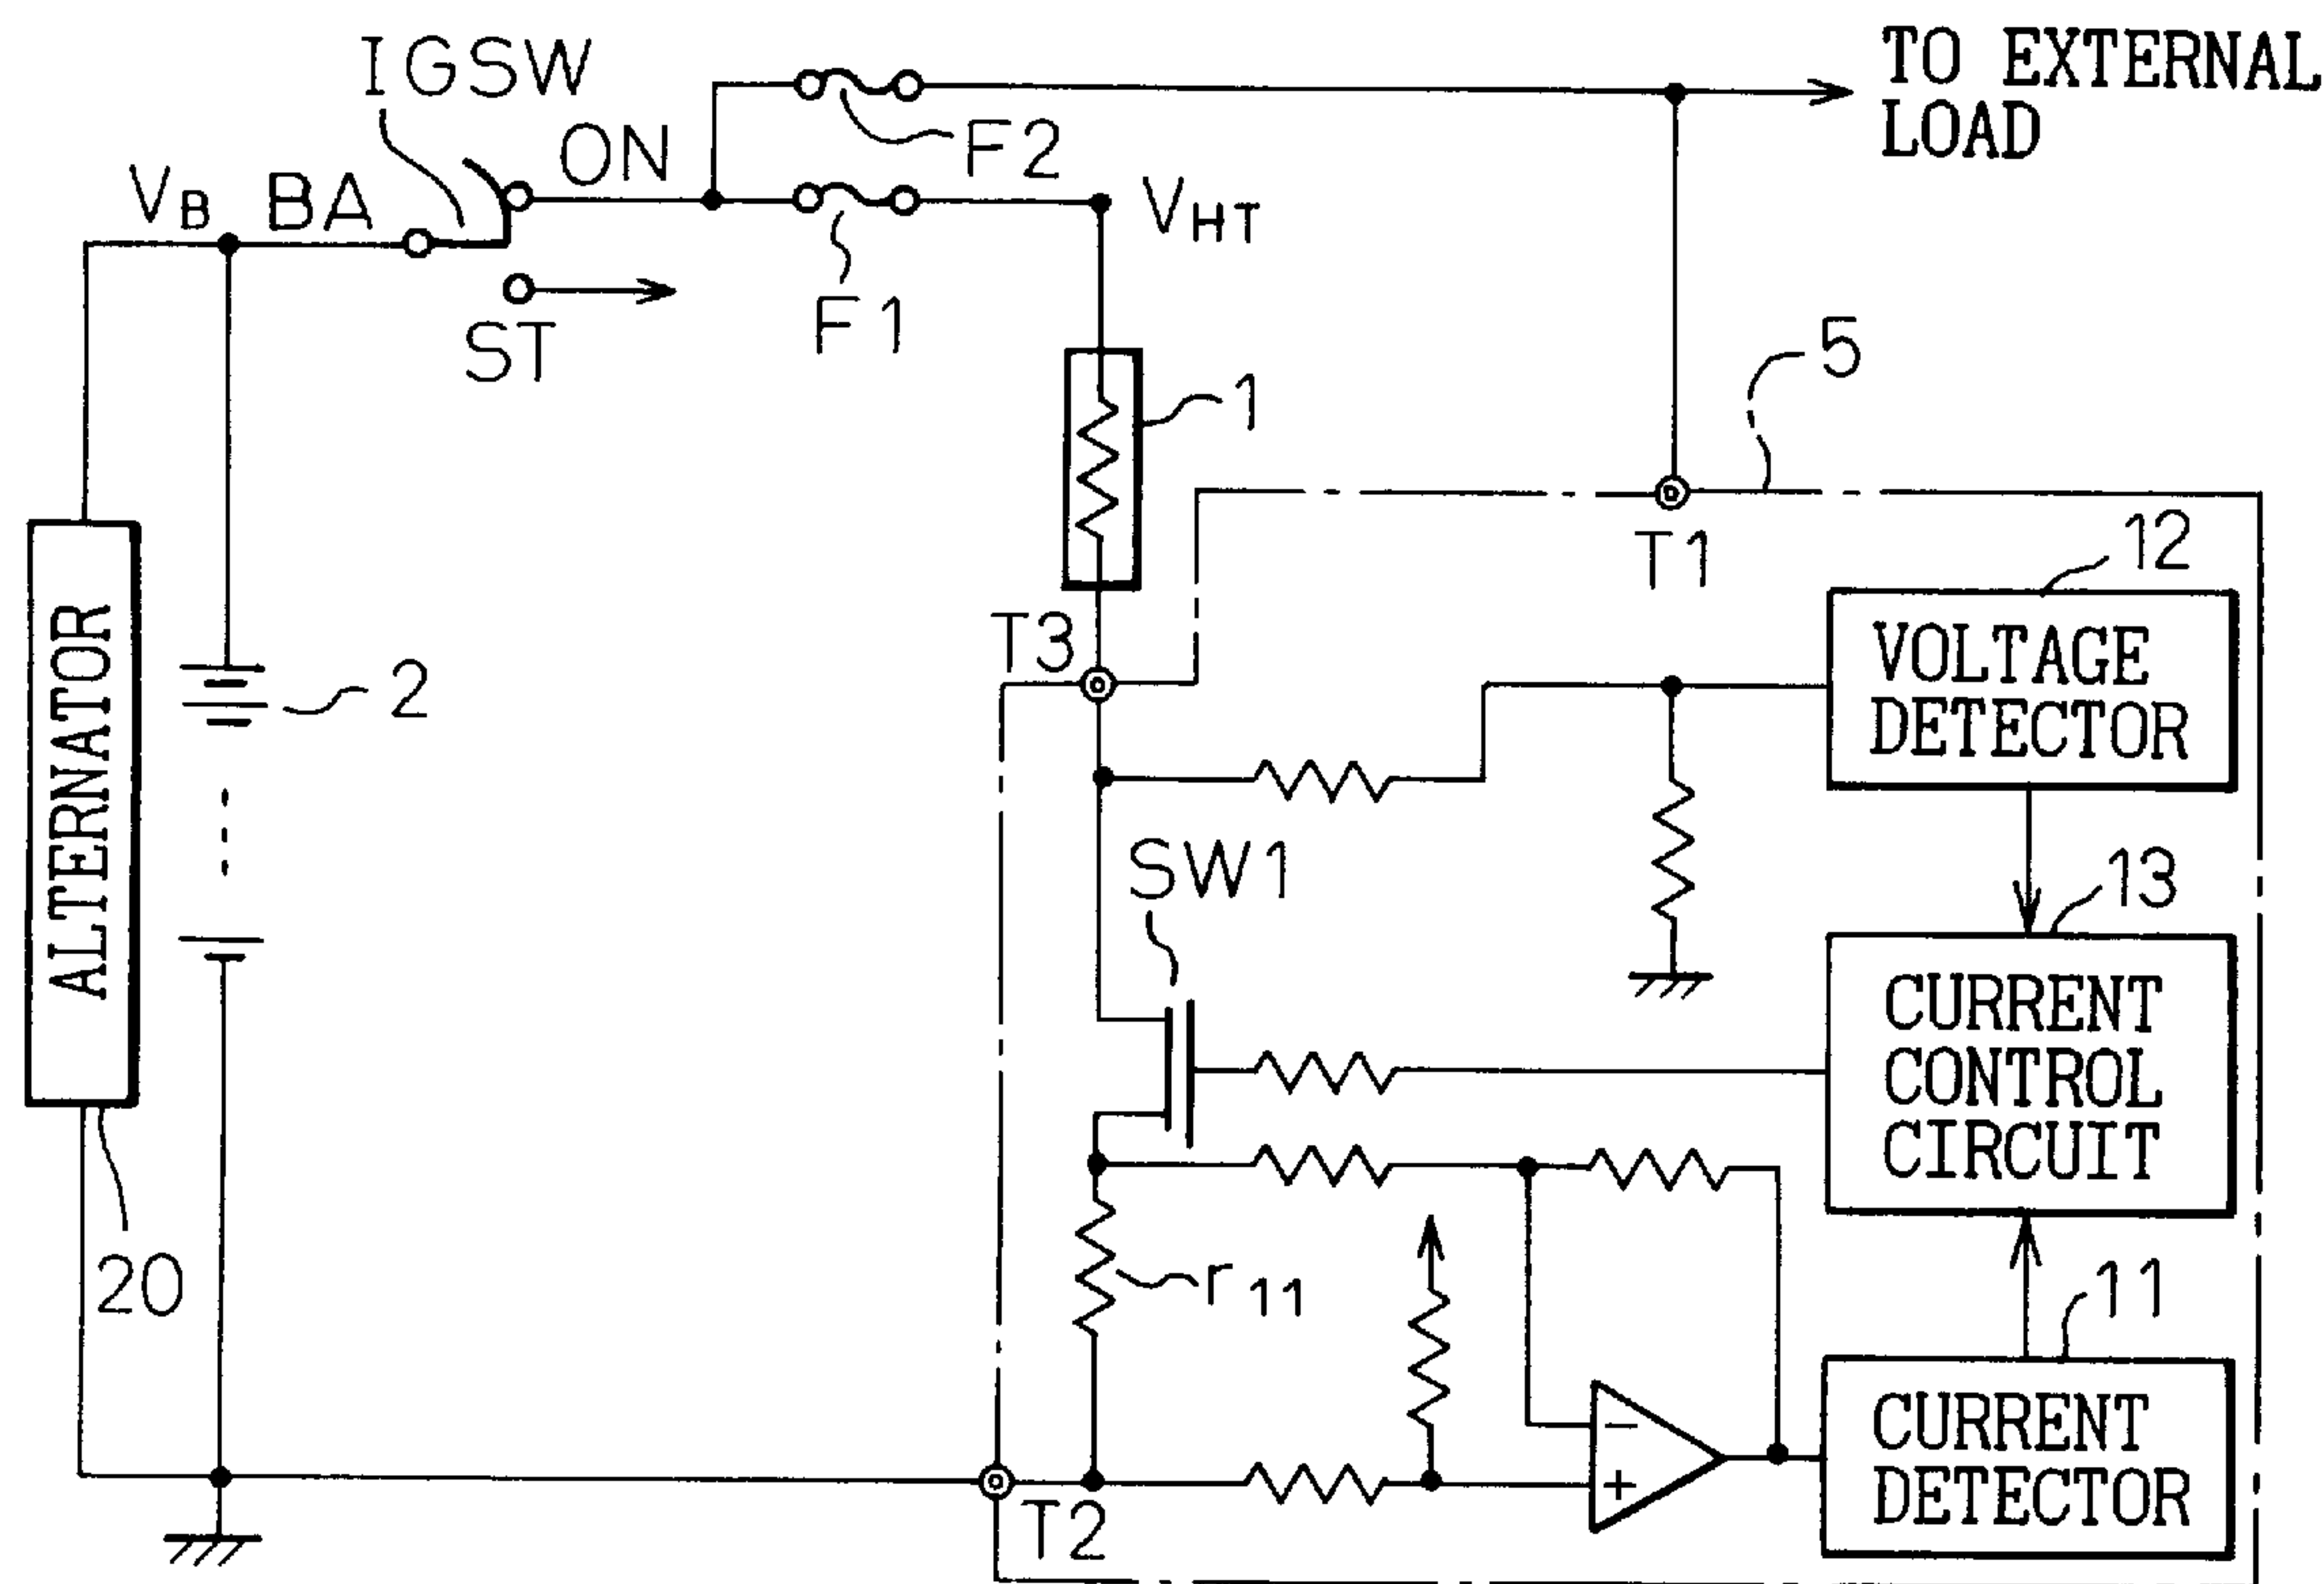 IGSW
TO EXTERNAL
LOAD
F2
ON
VB
BA
VHT
ST
F1
5
1
T1
12
T3
VOLTAGE
DETECTOR
2
ALTERNATOR
SW1
13
CURRENT
CONTROL
CIRCUIT
20
r11
11
−
CURRENT
DETECTOR
+
T2